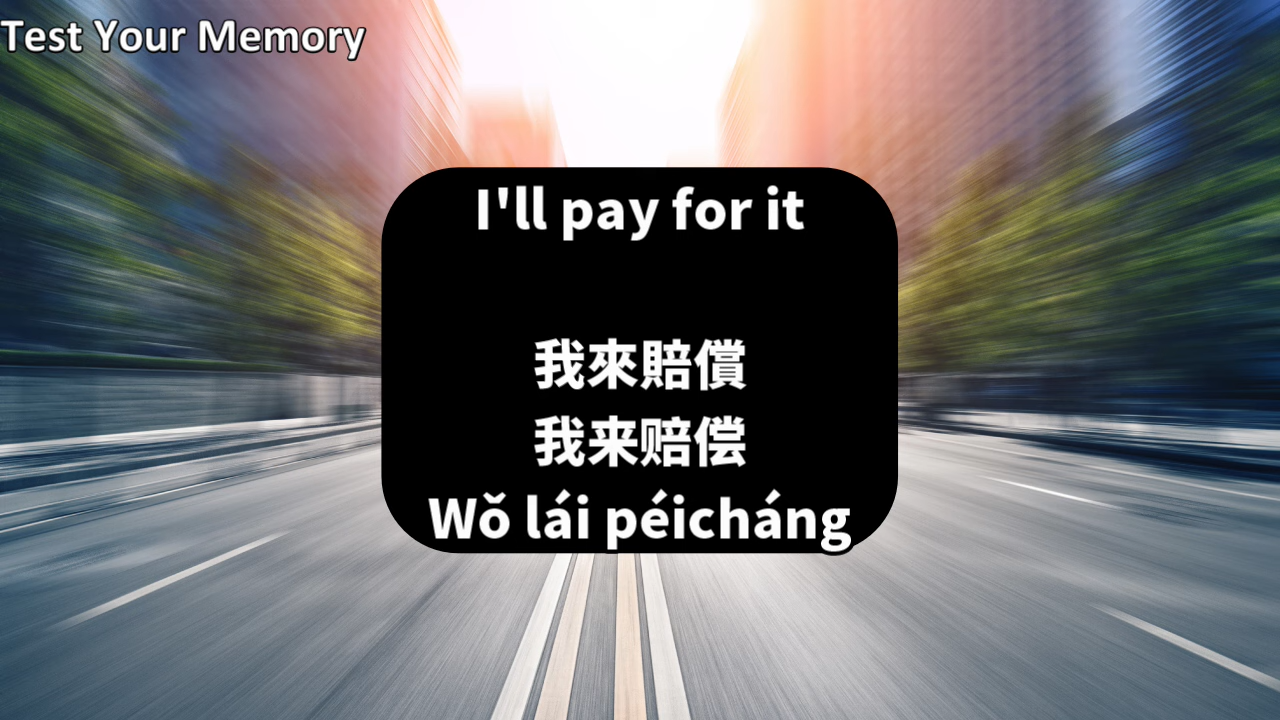 Test Your Memory
I'll pay for it
我來賠償
我来赔偿
Wǒ lái péicháng